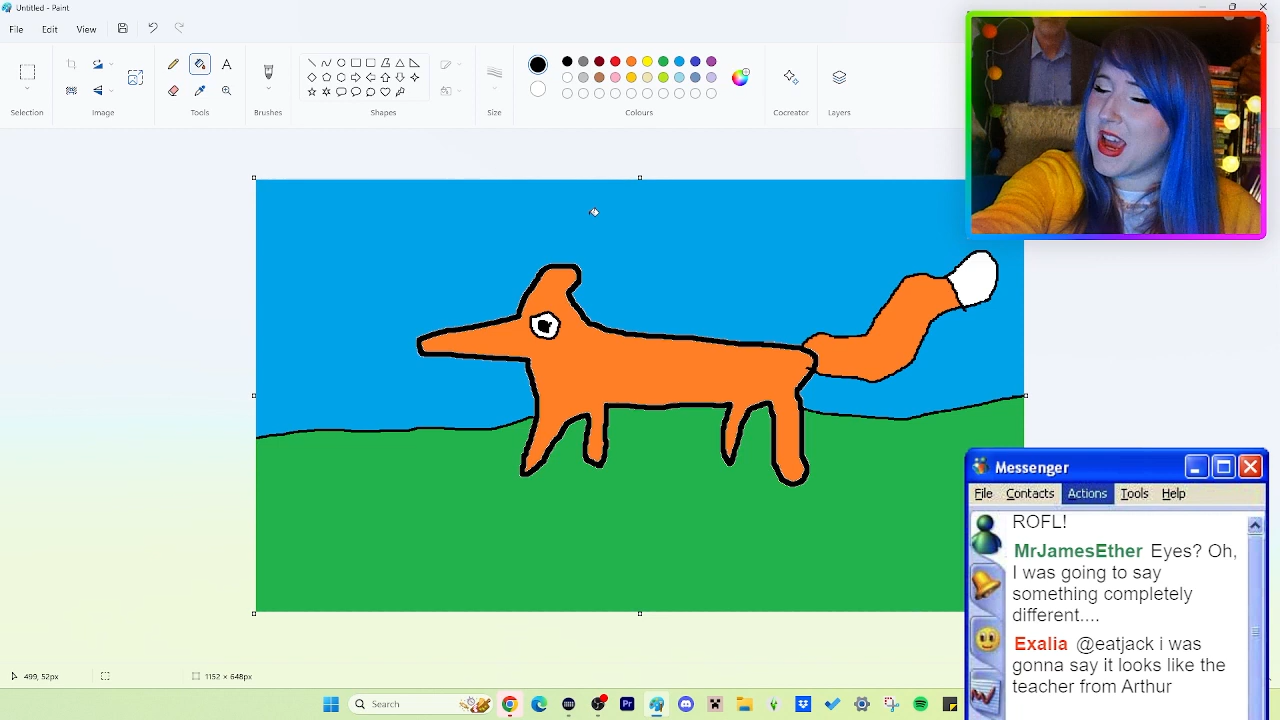 Untitled - Paint
File Edit View
Selection Image Tools Brushes Shapes Size Colours Cocreator Layers
A
Messenger
File Contacts Actions Tools Help
ROFL!
MrJamesEther Eyes? Oh,
I was going to say
something completely
different....
Exalia @eatjack i was
gonna say it looks like the
teacher from Arthur
499, 52px
1152 × 648px
Search
Pr